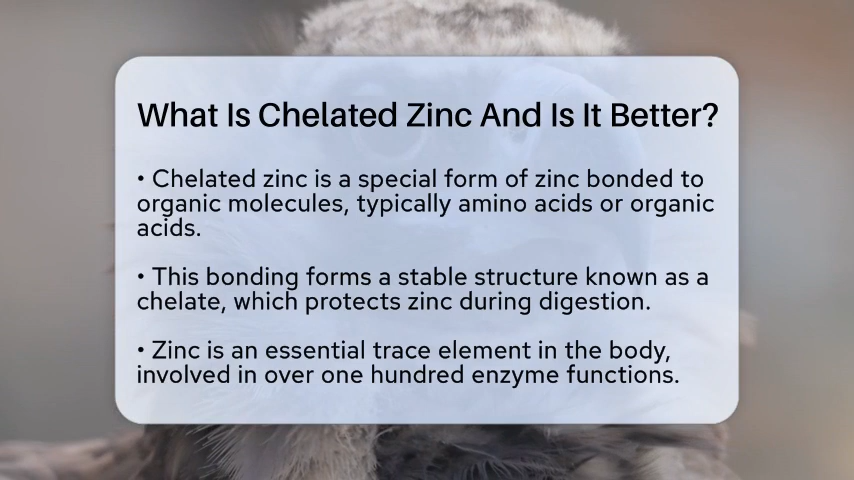 What Is Chelated Zinc And Is It Better?
• Chelated zinc is a special form of zinc bonded to
organic molecules, typically amino acids or organic
acids.
• This bonding forms a stable structure known as a
chelate, which protects zinc during digestion.
• Zinc is an essential trace element in the body,
involved in over one hundred enzyme functions.